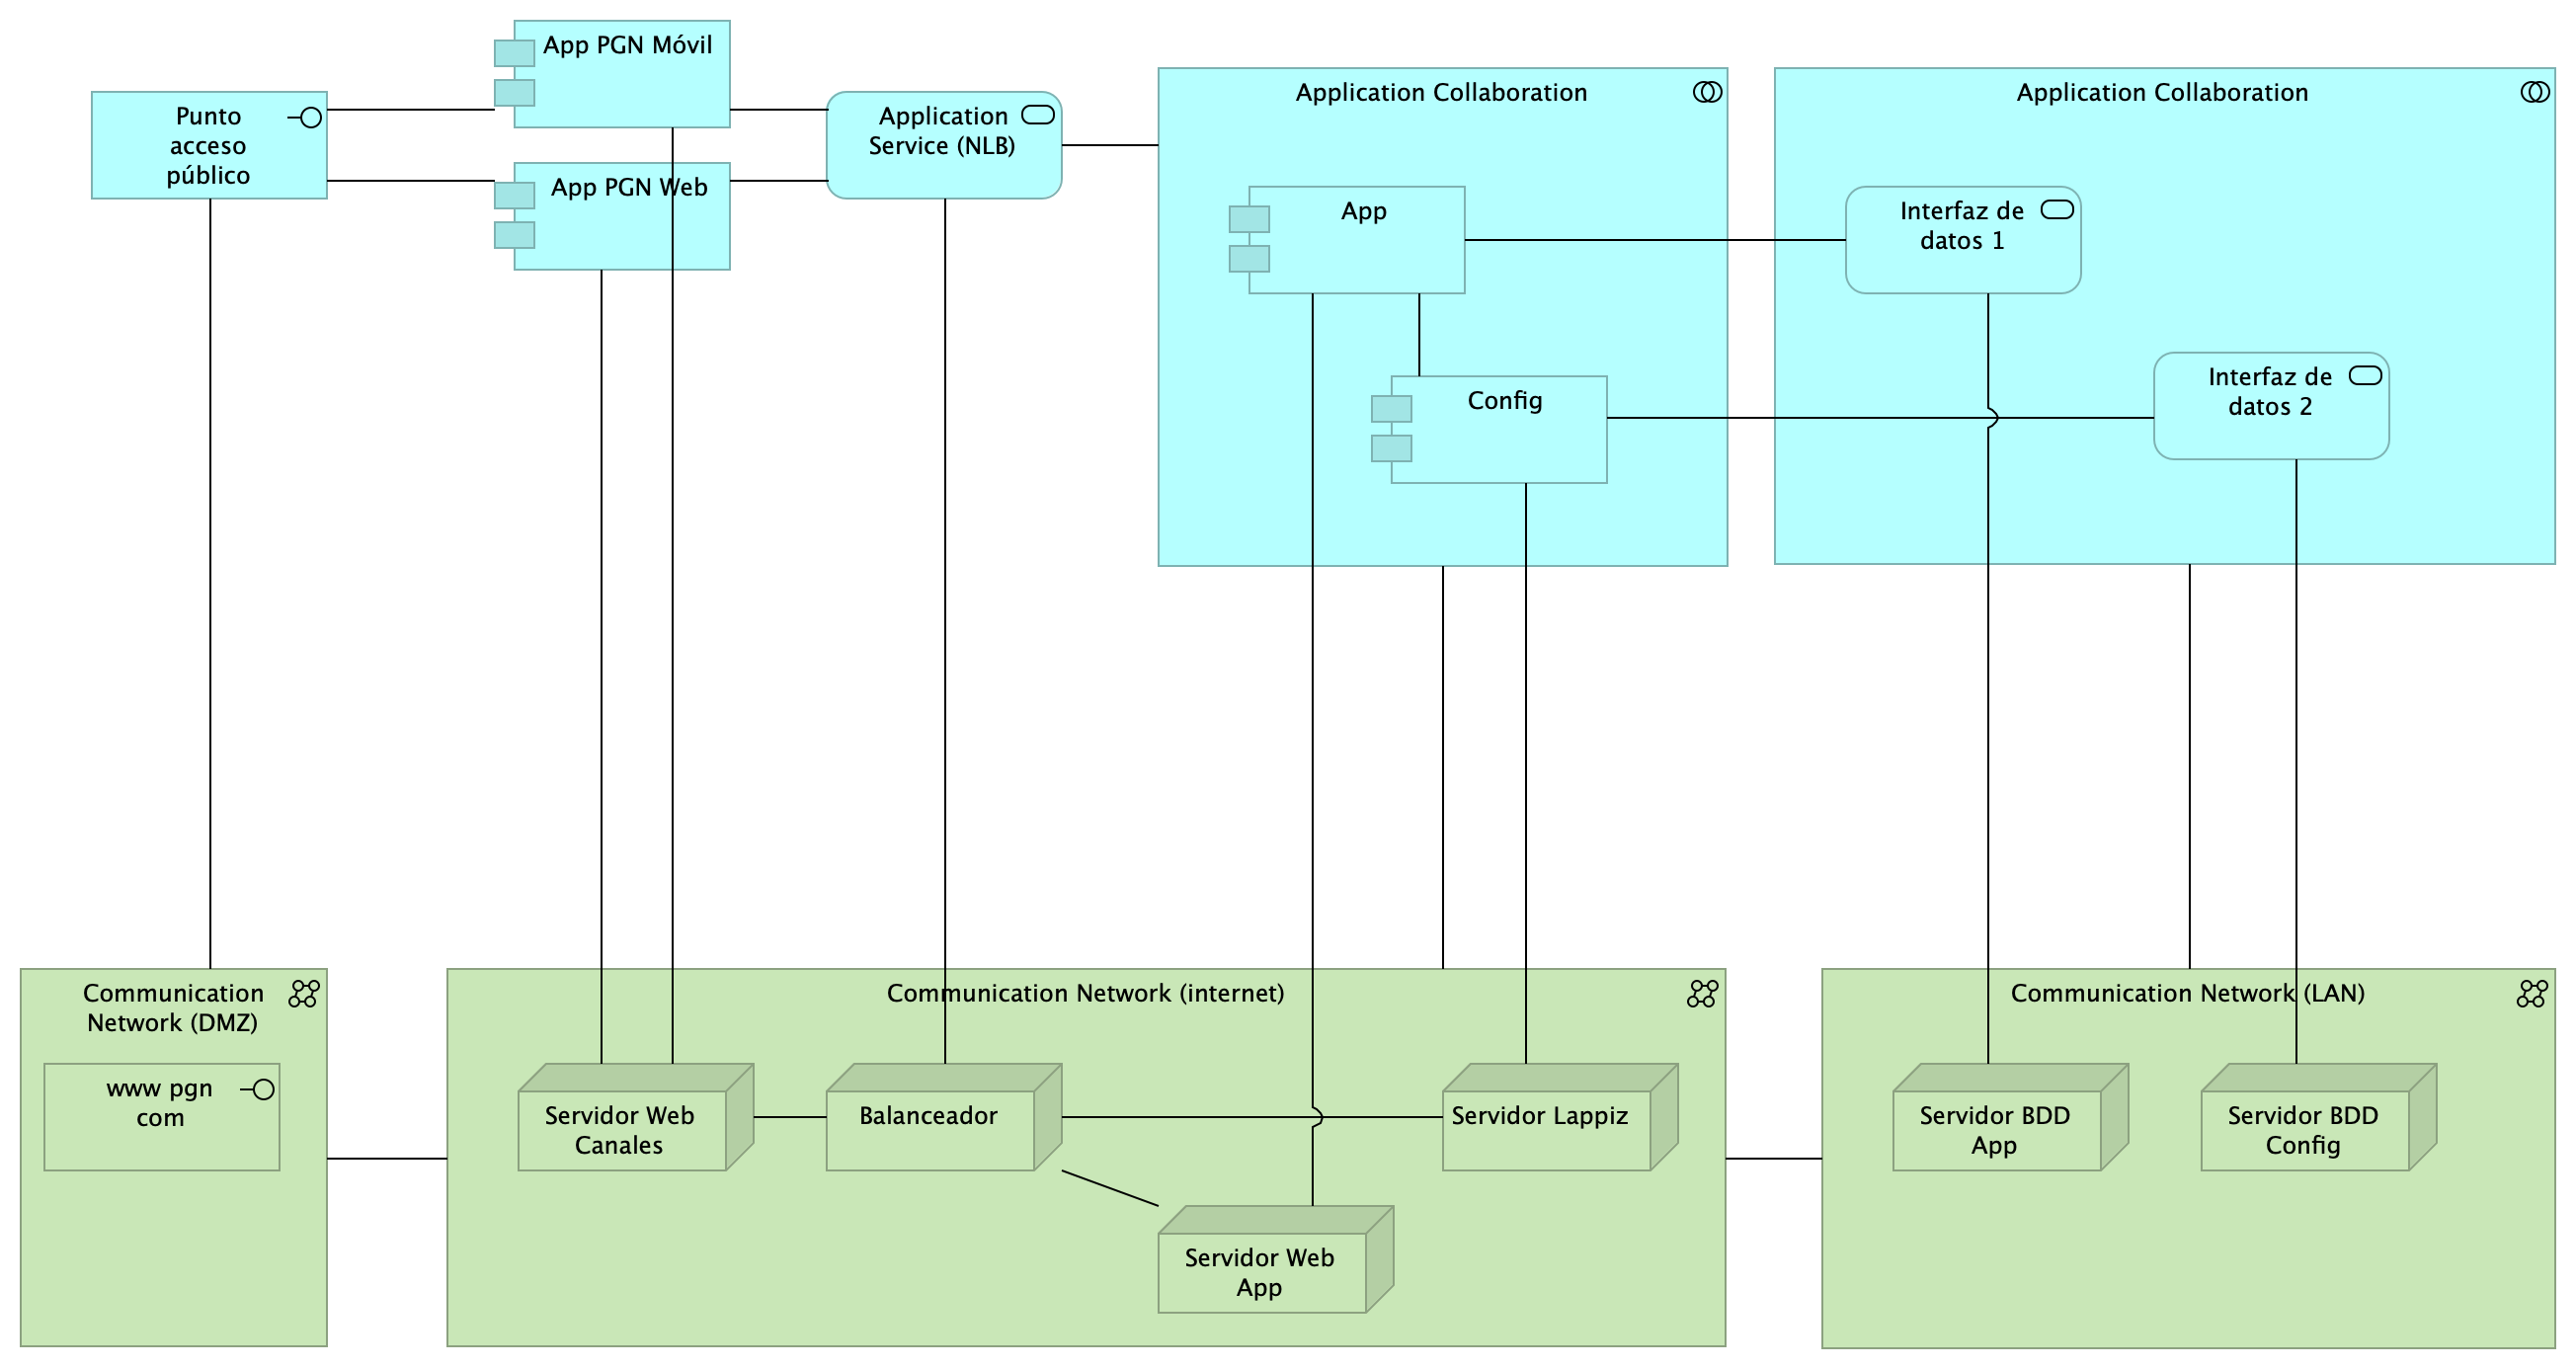 App PGN Móvil
Punto
acceso
público
App PGN Web
Application
Service (NLB)
Application Collaboration
App
Config
Application Collaboration
Interfaz de
datos 1
Interfaz de
datos 2
Communication
Network (DMZ)
www pgn
com
Communication Network (internet)
Servidor Web
Canales
Balanceador
Servidor Lappiz
Servidor Web
App
Communication Network (LAN)
Servidor BDD
App
Servidor BDD
Config